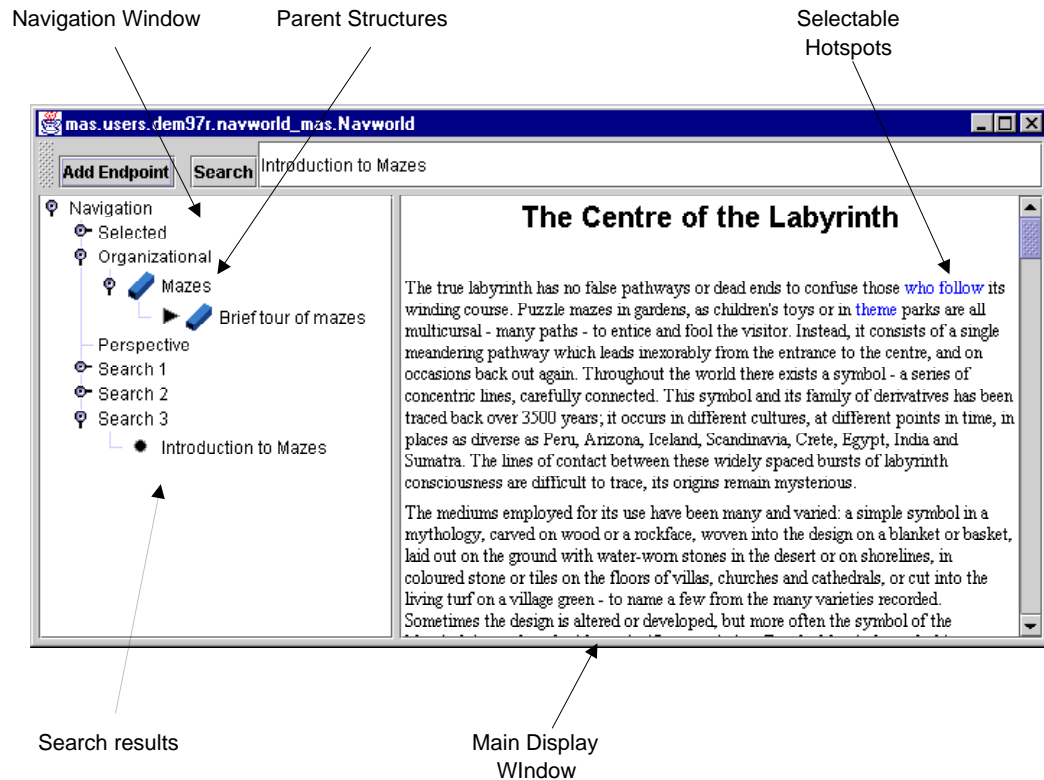 Navigation Window
Parent Structures
Selectable
Hotspots
mas.users.dem97r.navworld_mas.Navworld
Add Endpoint
Search
Introduction to Mazes
Navigation
Selected
Organizational
Mazes
Brief tour of mazes
Perspective
Search 1
Search 2
Search 3
Introduction to Mazes
The Centre of the Labyrinth
The true labyrinth has no false pathways or dead ends to confuse those who follow its
winding course. Puzzle mazes in gardens, as children's toys or in theme parks are all
multicursal - many paths - to entice and fool the visitor. Instead, it consists of a single
meandering pathway which leads inexorably from the entrance to the centre, and on
occasions back out again. Throughout the world there exists a symbol - a series of
concentric lines, carefully connected. This symbol and its family of derivatives has been
traced back over 3500 years; it occurs in different cultures, at different points in time, in
places as diverse as Peru, Arizona, Iceland, Scandinavia, Crete, Egypt, India and
Sumatra. The lines of contact between these widely spaced bursts of labyrinth
consciousness are difficult to trace, its origins remain mysterious.
The mediums employed for its use have been many and varied: a simple symbol in a
mythology, carved on wood or a rockface, woven into the design on a blanket or basket,
laid out on the ground with water-worn stones in the desert or on shorelines, in
coloured stone or tiles on the floors of villas, churches and cathedrals, or cut into the
living turf on a village green - to name a few from the many varieties recorded.
Sometimes the design is altered or developed, but more often the symbol of the
Search results
Main Display
WIndow